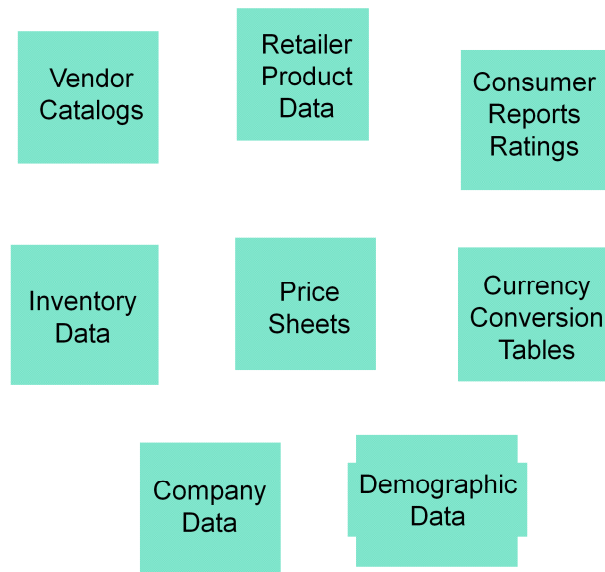 Vendor
Catalogs
Retailer
Product
Data
Consumer
Reports
Ratings
Inventory
Data
Price
Sheets
Currency
Conversion
Tables
Company
Data
Demographic
Data